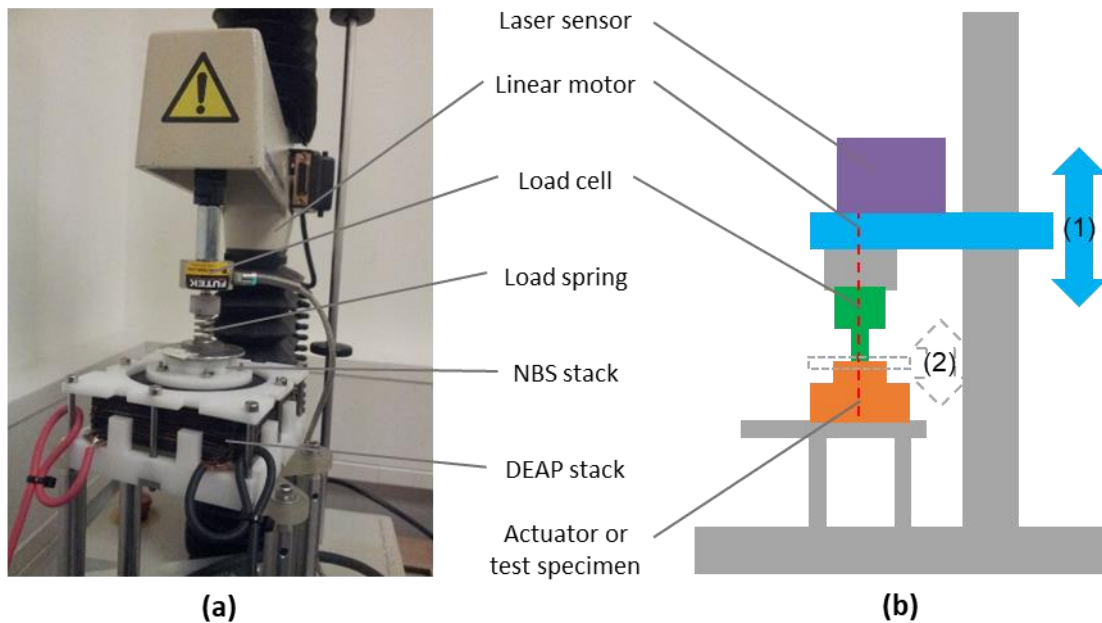 Laser sensor
Linear motor
Load cell
Load spring
NBS stack
DEAP stack
Actuator or
test specimen
FUTEK
(1)
(2)
(a)
(b)